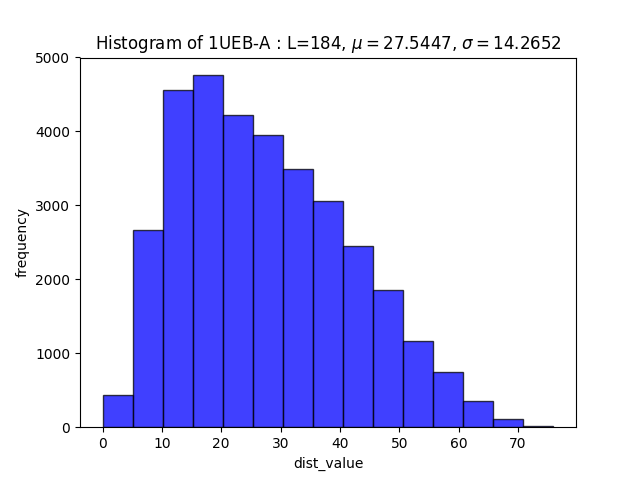 Histogram of 1UEB-A : L=184, μ = 27.5447, σ = 14.2652
5000
4000
3000
2000
1000
0
frequency
0 10 20 30 40 50 60 70
dist_value